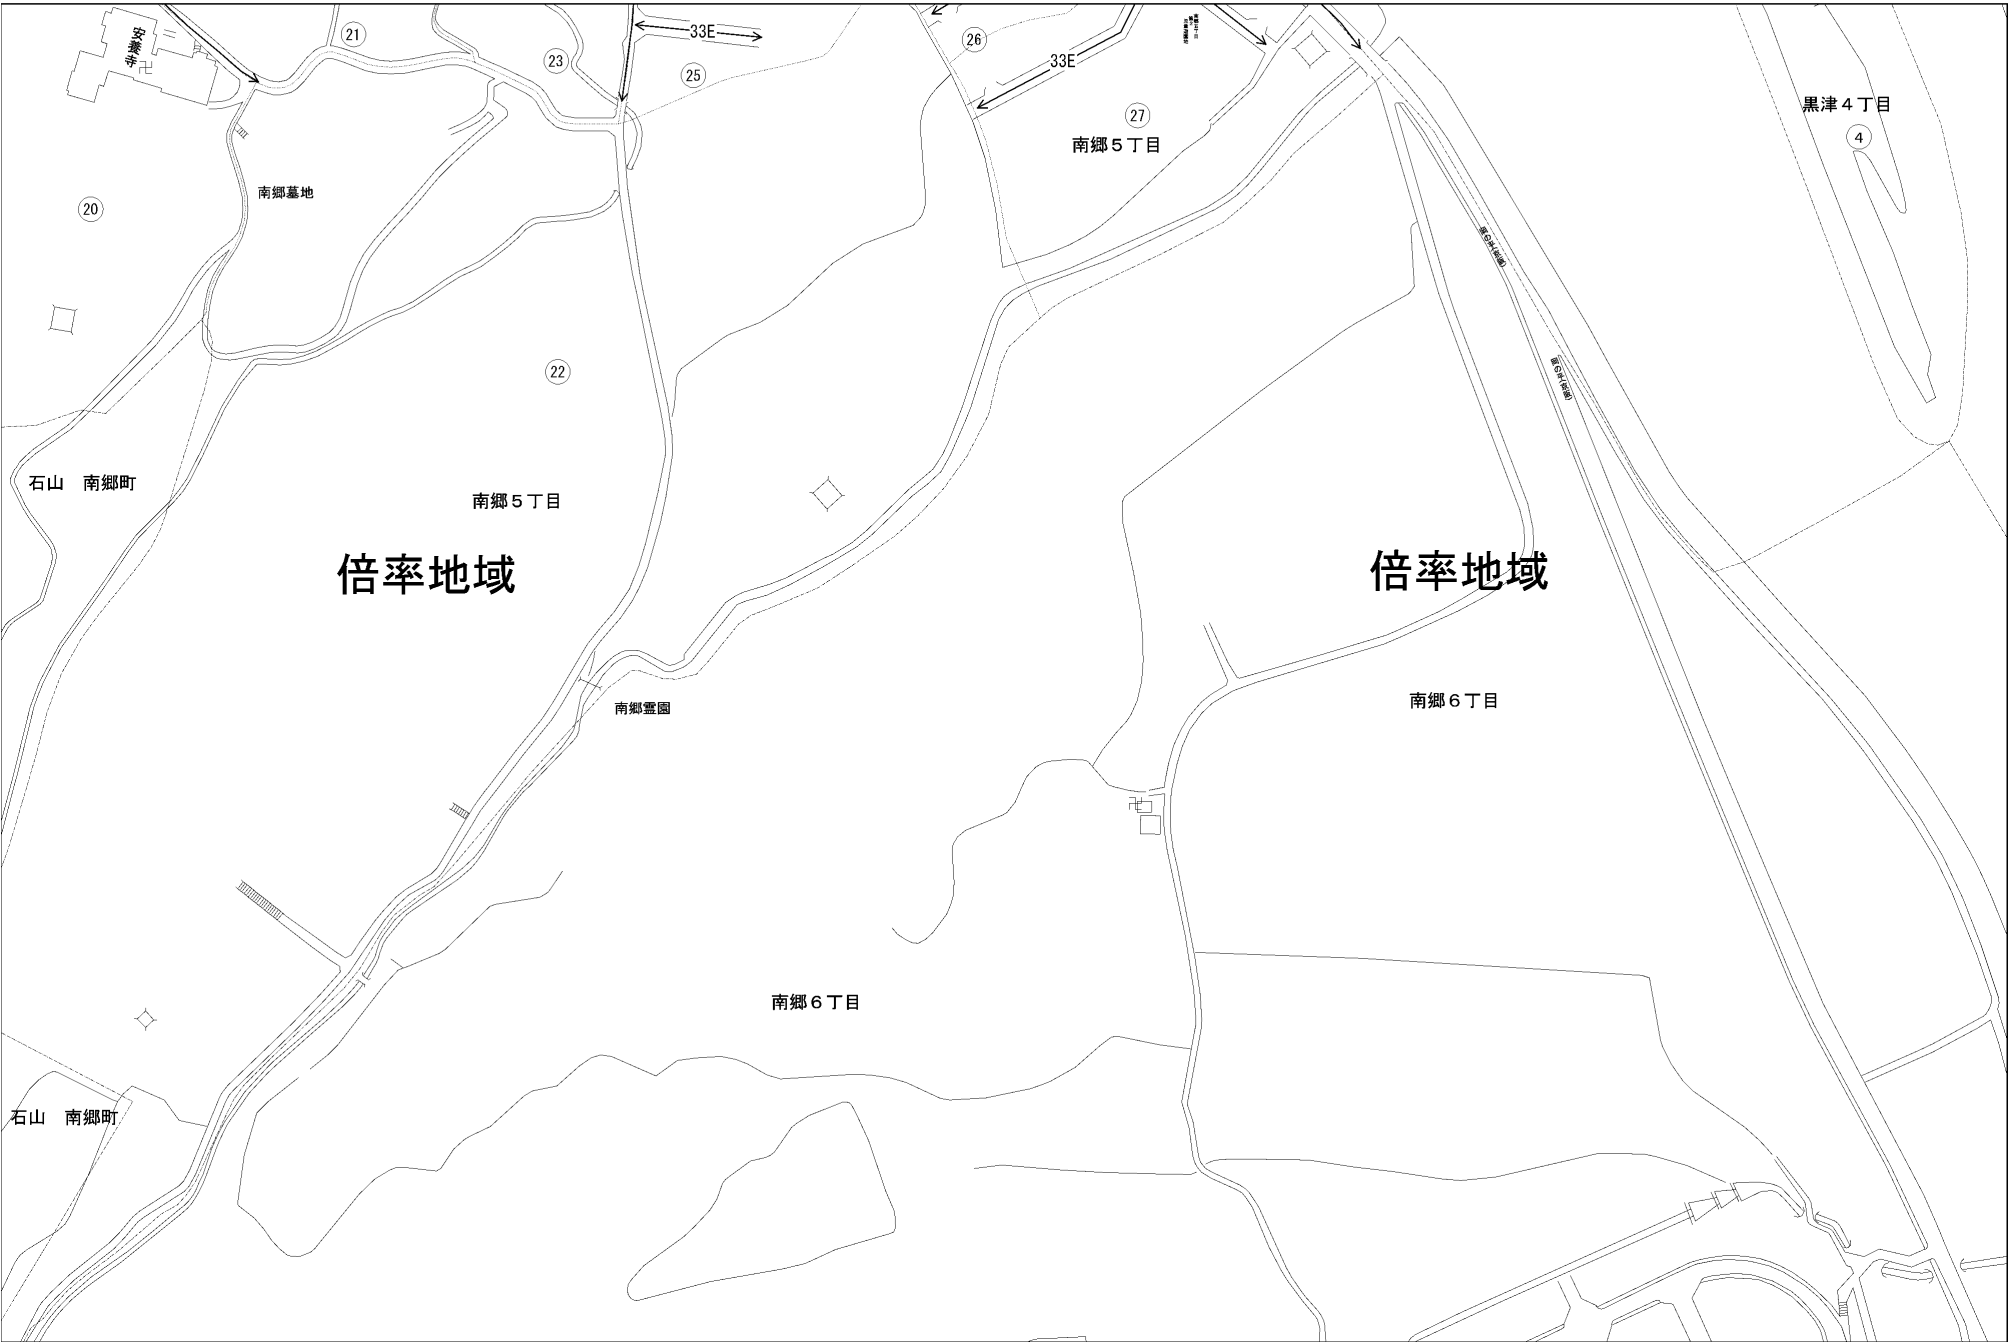 安養寺
21
23
33E
25
26
33E
27
南郷５丁目
黒津４丁目
4
20
南郷墓地
22
石山　南郷町
南郷５丁目
倍率地域
倍率地域
南郷霊園
南郷６丁目
南郷６丁目
石山　南郷町